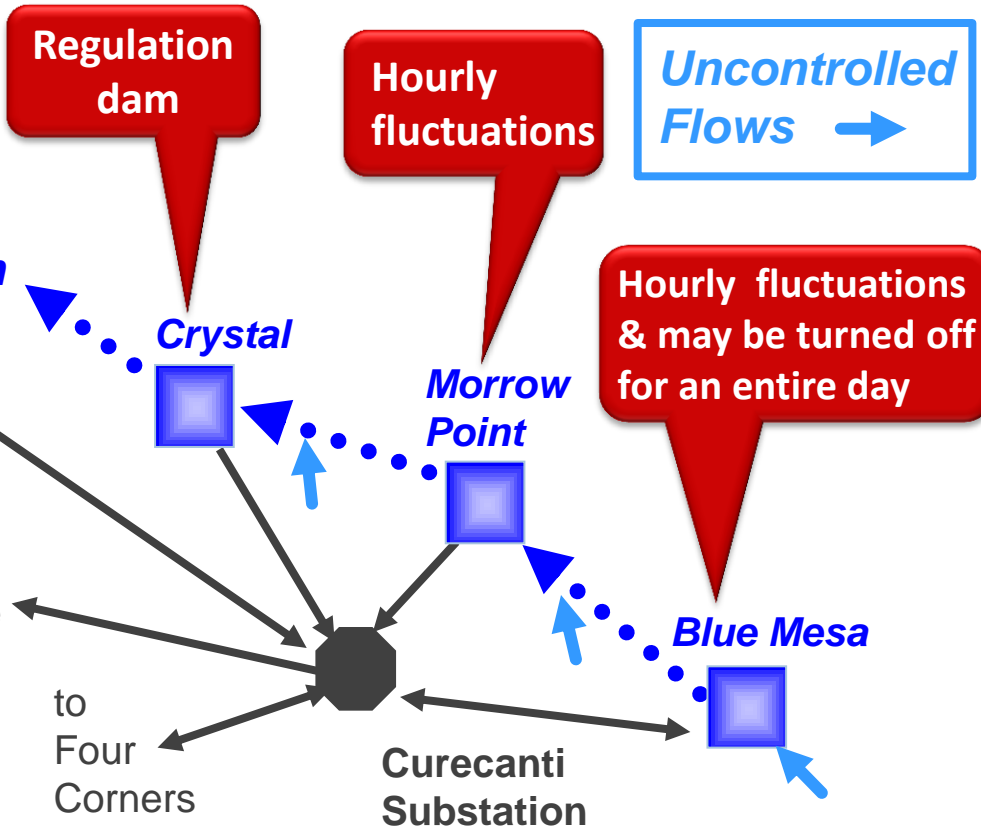 Regulation
dam
Hourly
fluctuations
Uncontrolled
Flows
Hourly fluctuations
& may be turned off
for an entire day
Crystal
Morrow
Point
Blue Mesa
to
Four
Corners
Curecanti
Substation